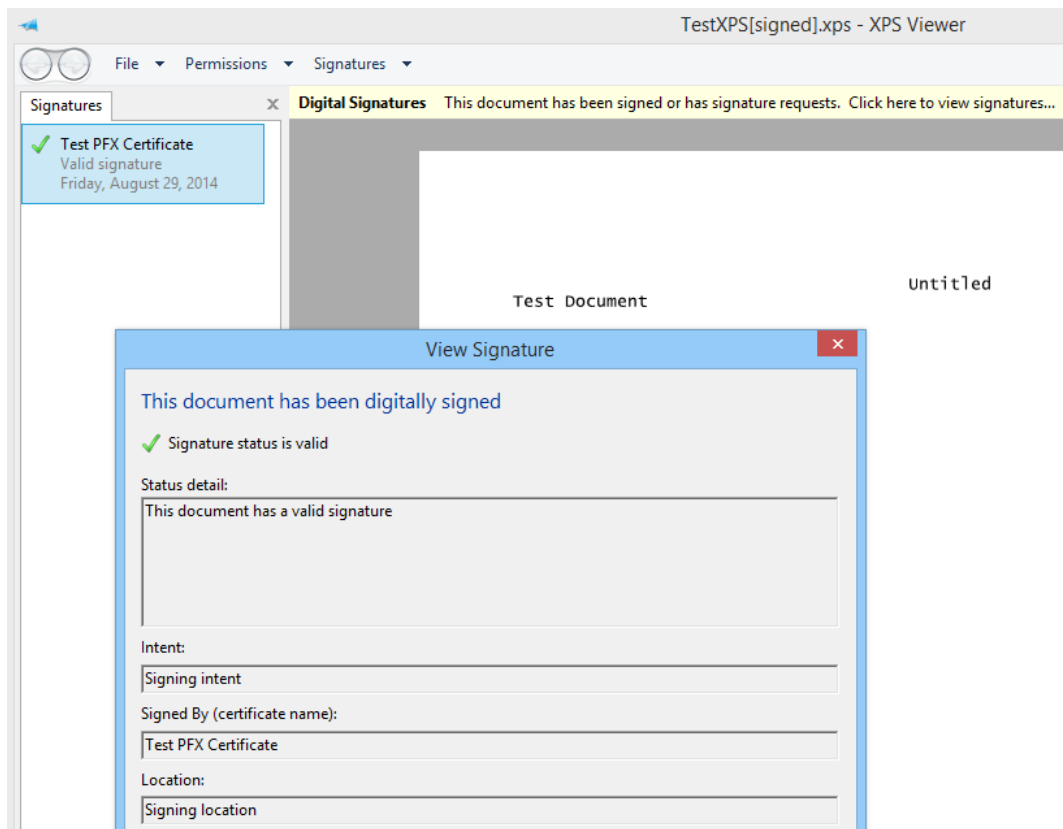 TestXPS[signed].xps - XPS Viewer
File Permissions Signatures
Signatures x
Digital Signatures This document has been signed or has signature requests. Click here to view signatures...
Test PFX Certificate
Valid signature
Friday, August 29, 2014
Untitled
Test Document
View Signature
This document has been digitally signed
Signature status is valid
Status detail:
This document has a valid signature
Intent:
Signing intent
Signed By (certificate name):
Test PFX Certificate
Location:
Signing location